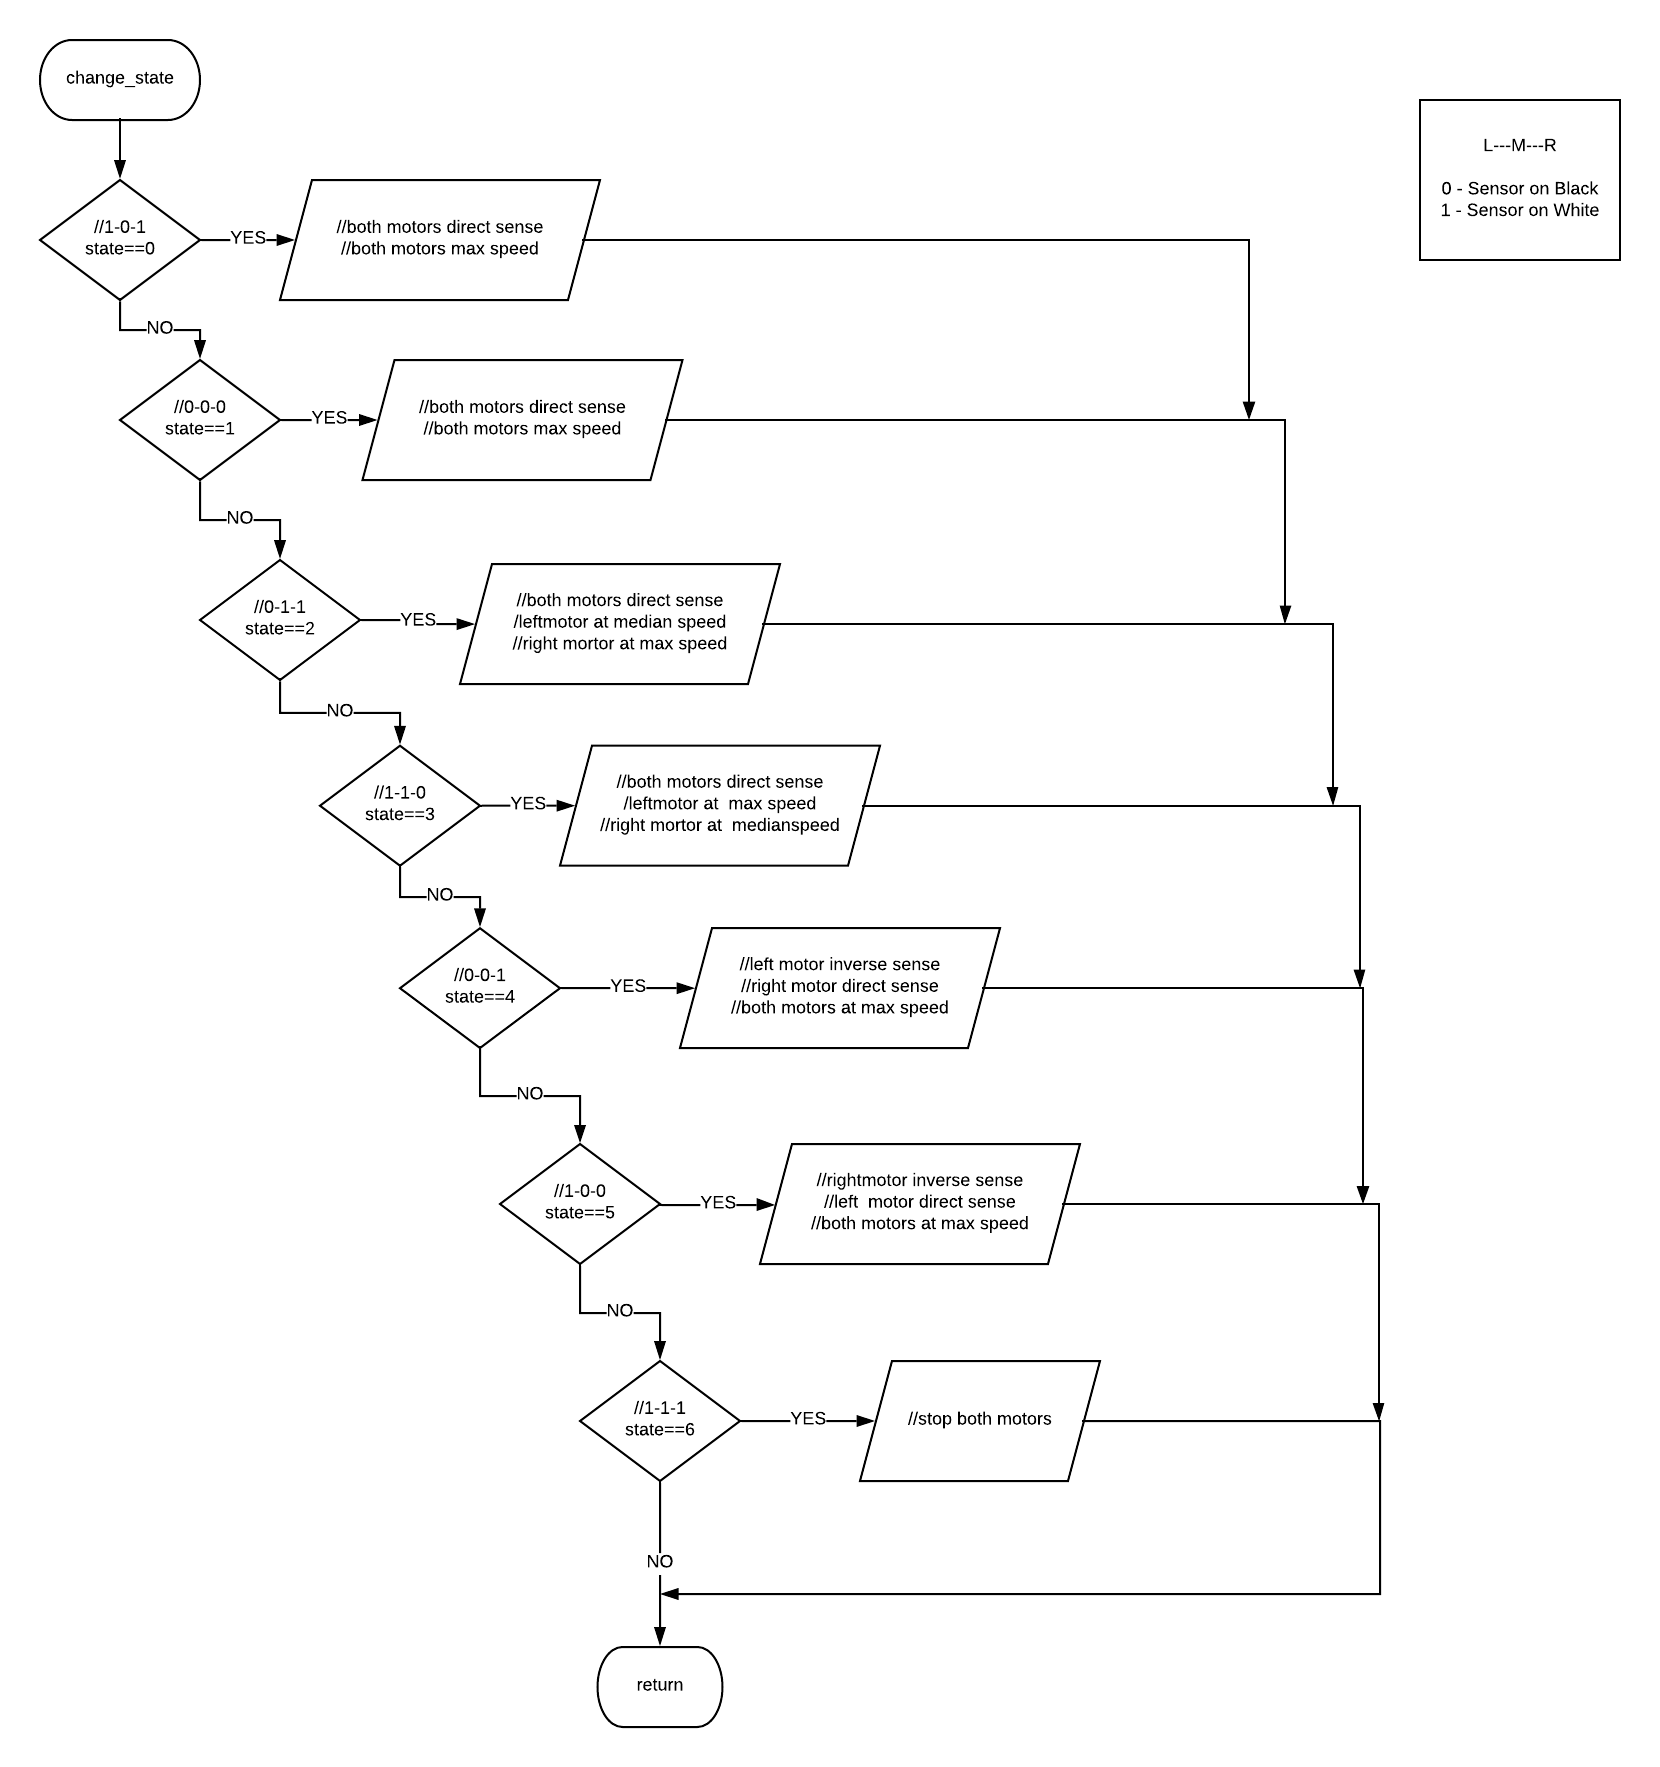 change_state
L---M---R
0 - Sensor on Black
1 - Sensor on White
//1-0-1
state==0
YES
//both motors direct sense
//both motors max speed
NO
//0-0-0
state==1
YES
//both motors direct sense
//both motors max speed
NO
//0-1-1
state==2
YES
//both motors direct sense
/leftmotor at median speed
//right mortor at max speed
NO
//1-1-0
state==3
YES
//both motors direct sense
/leftmotor at  max speed
//right mortor at  medianspeed
NO
//0-0-1
state==4
YES
//left motor inverse sense
//right motor direct sense
//both motors at max speed
NO
//1-0-0
state==5
YES
//rightmotor inverse sense
//left  motor direct sense
//both motors at max speed
NO
//1-1-1
state==6
YES
//stop both motors
NO
return